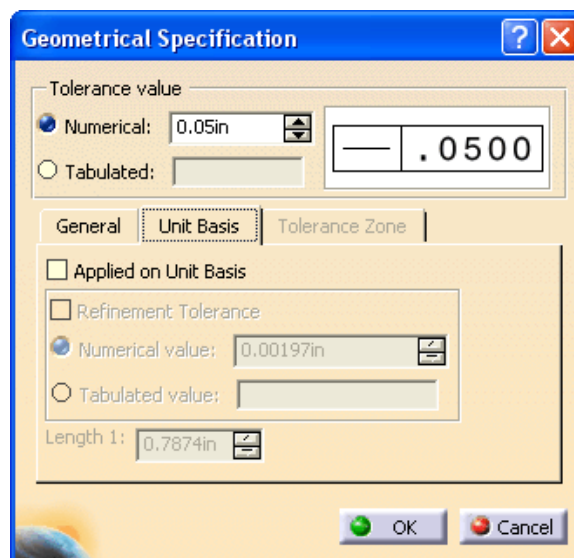 Geometrical Specification
Tolerance value
Numerical: 0.05in
.0500
Tabulated:
General Unit Basis Tolerance Zone
Applied on Unit Basis
Refinement Tolerance
Numerical value: 0.00197in
Tabulated value:
Length 1: 0.7874in
OK Cancel